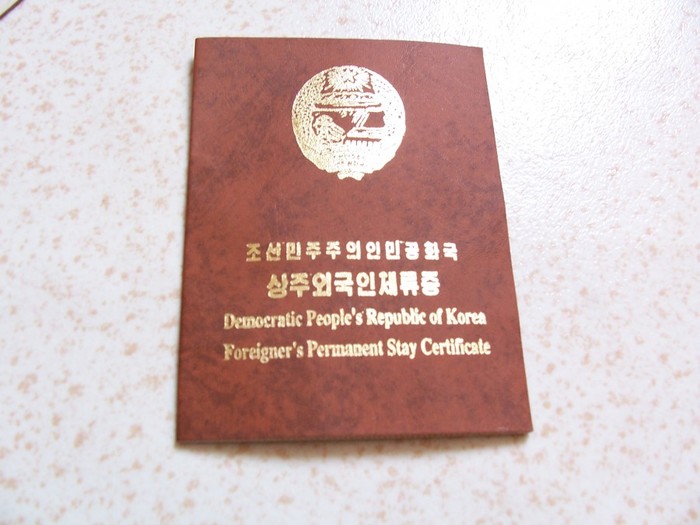 조선민주주의인민공화국
상주외국인체류증
Democratic People's Republic of Korea
Foreigner's Permanent Stay Certificate